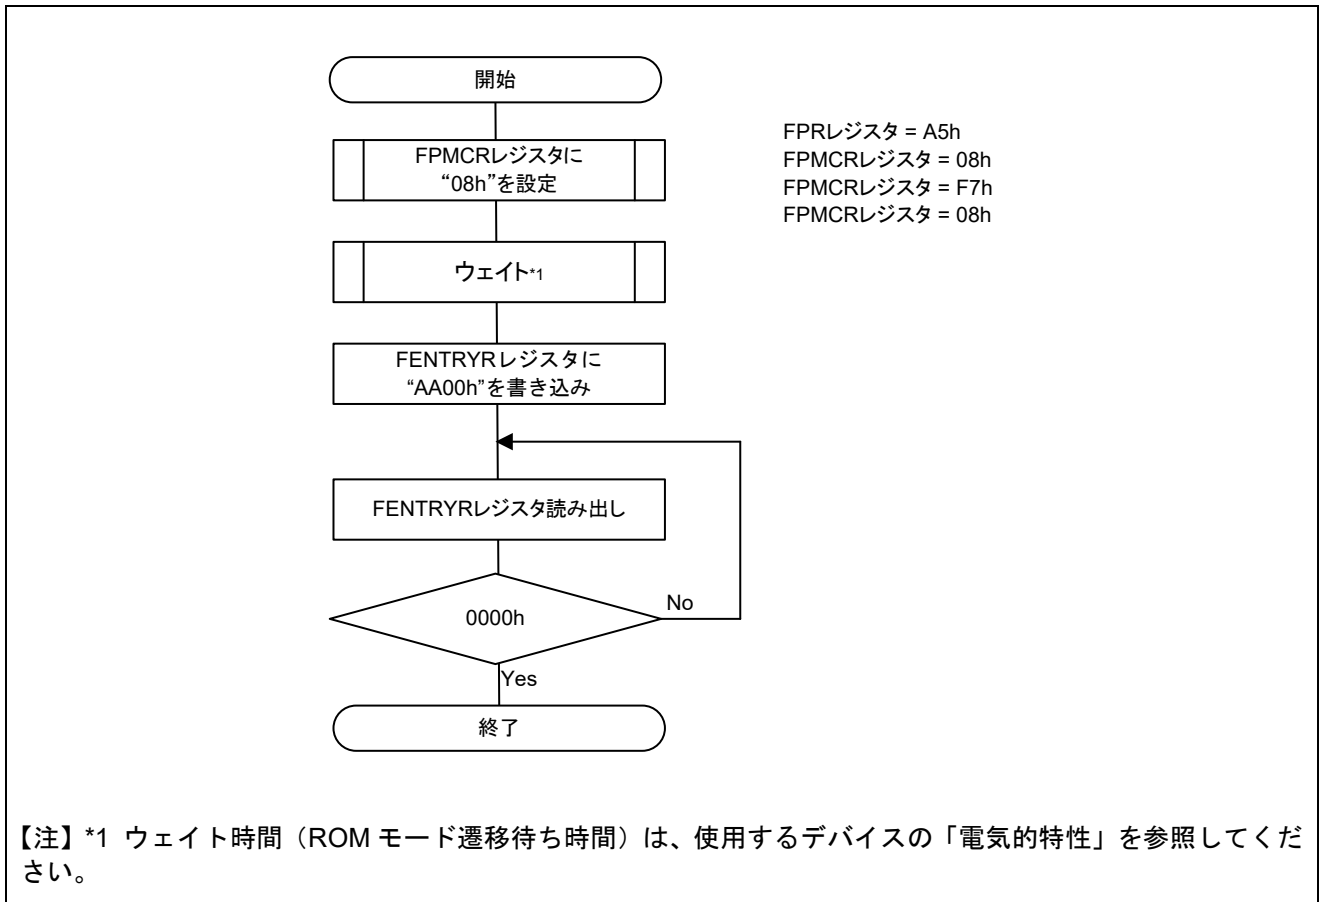 開始
FPMCRレジスタに
“08h”を設定
FPRレジスタ = A5h
FPMCRレジスタ = 08h
FPMCRレジスタ = F7h
FPMCRレジスタ = 08h
ウェイト*1
FENTRYRレジスタに
“AA00h”を書き込み
FENTRYRレジスタ読み出し
0000h
No
Yes
終了
【注】*1 ウェイト時間（ROM モード遷移待ち時間）は、使用するデバイスの「電気的特性」を参照してくだ
さい。